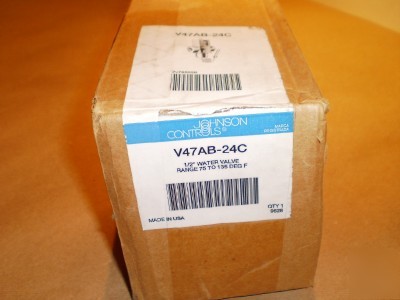 V47AB-24C
JOHNSON
CONTROLS®
V47AB-24C
1/2" WATER VALVE
RANGE 75 TO 135 DEG F
MADE IN USA
QTY 1
9826